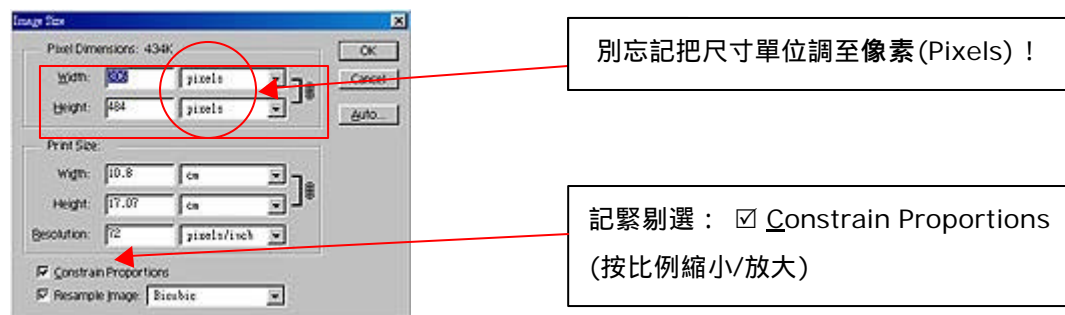 Image Size
Pixel Dimensions: 434K
Width: pixels
Height: 484 pixels
OK
Cancel
Auto...
Print Size:
Width: 10.8 cm
Height: 17.07 cm
Resolution: 72 pixels/inch
☑ Constrain Proportions
☑ Resample Image: Bicubic
別忘記把尺寸單位調至像素(Pixels)！
記緊剔選： ☑ Constrain Proportions
(按比例縮小/放大)